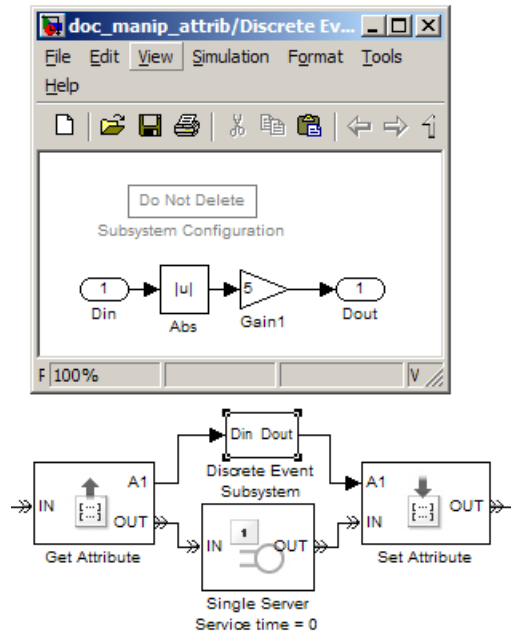 doc_manip_attrib/Discrete Ev...
File Edit View Simulation Format Tools
Help
Do Not Delete
Subsystem Configuration
1 |u| 5 1
Din Abs Gain1 Dout
F 100% V
Din Dout
Discrete Event
Subsystem
IN [...] A1
OUT
Get Attribute
IN 1 OUT
Single Server
Service time = 0
A1 [...] OUT
IN
Set Attribute